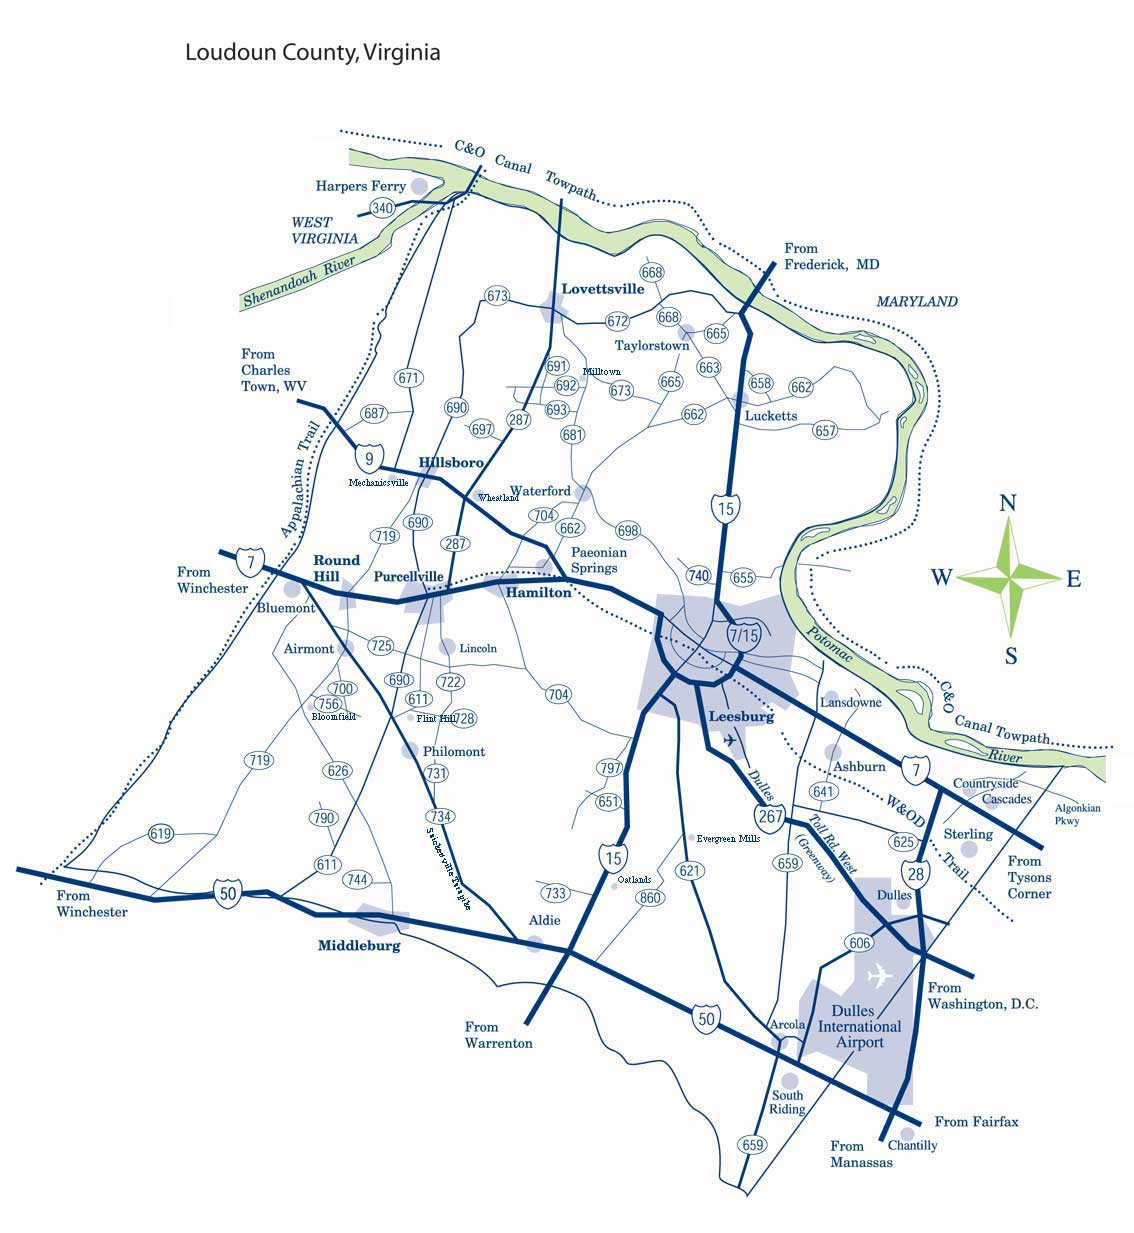 Loudoun County, Virginia
C&O Canal Towpath
Harpers Ferry
340
WEST
VIRGINIA
Shenandoah River
From
Frederick, MD
MARYLAND
668
Lovettsville
673
672
668
665
Taylorstown
From
Charles
Town, WV
671
691
Milltown
692
673
665
663
658
662
687
690
697
287
693
681
662
Lucketts
657
Appalachian Trail
9
Hillsboro
Mechanicsville
Wheatland
Waterford
15
719
690
287
704
662
698
Paeonian
Springs
7
From
Winchester
Round
Hill
Purcellville
Hamilton
740
655
Bluemont
7/15
Potomac
N
W
E
S
Airmont
725
Lincoln
690
722
700
756
Bloomfield
611
Flint Hill
728
704
Leesburg
Lansdowne
C&O
Canal Towpath
River
719
626
Philomont
731
797
651
Dulles
267
Toll Rd. West
(Greenway)
641
Ashburn
7
W&OD
Trail
Countryside
Cascades
Algonkian
Pkwy
Sterling
625
619
790
734
Snickersville Turnpike
611
744
15
Evergreen Mills
Oatlands
621
659
28
Dulles
From
Tysons
Corner
50
From
Winchester
733
860
Aldie
Middleburg
606
From
Washington, D.C.
From
Warrenton
50
Arcola
Dulles
International
Airport
South
Riding
659
From Fairfax
From
Manassas
Chantilly